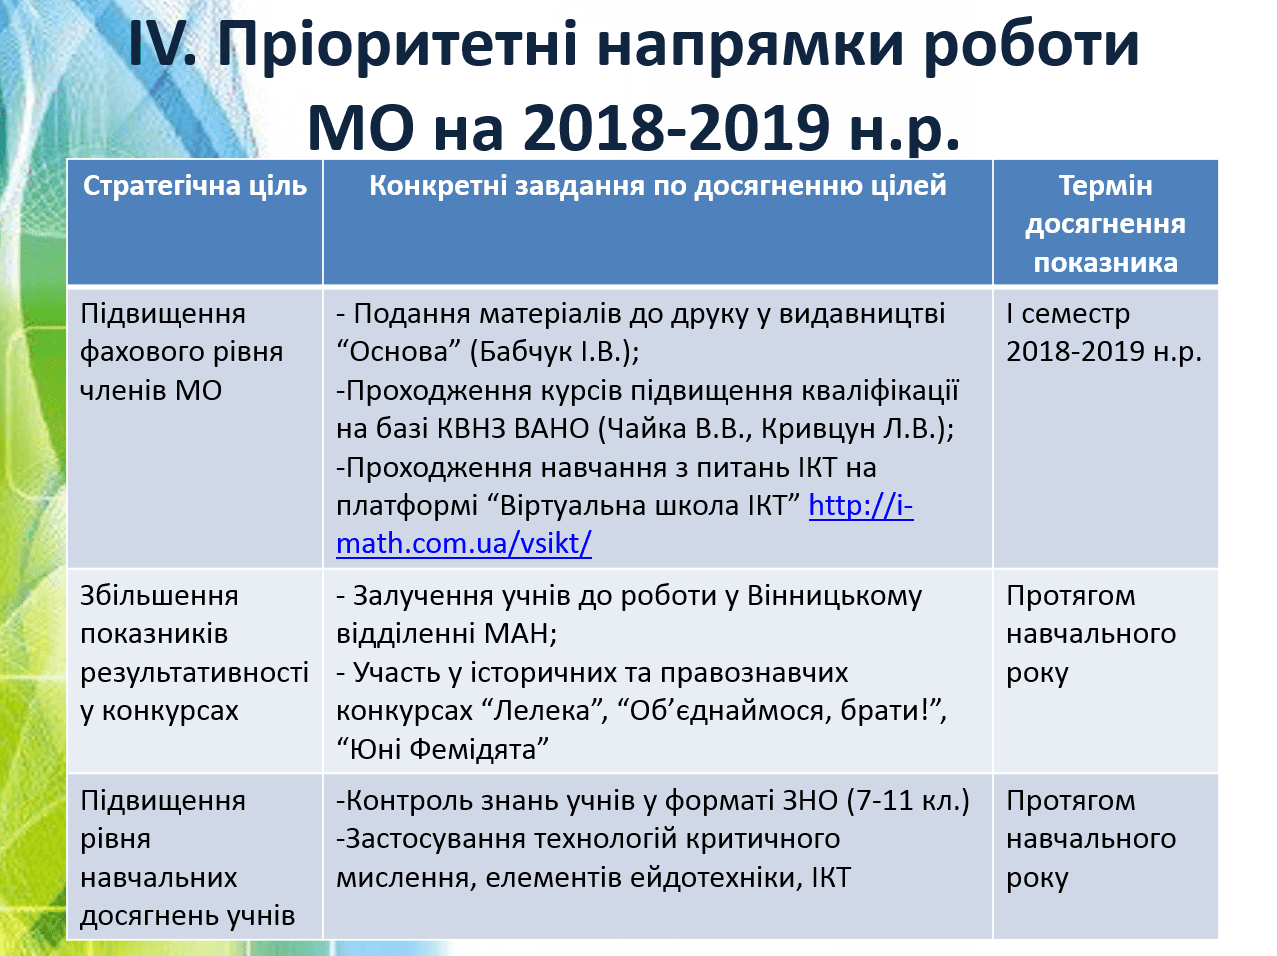 IV. Пріоритетні напрямки роботи
МО на 2018-2019 н.р.
Стратегічна ціль
Конкретні завдання по досягненню цілей
Термін
досягнення
показника
Підвищення
фахового рівня
членів МО
- Подання матеріалів до друку у видавництві
“Основа” (Бабчук І.В.);
-Проходження курсів підвищення кваліфікації
на базі КВНЗ ВАНО (Чайка В.В., Кривцун Л.В.);
-Проходження навчання з питань ІКТ на
платформі “Віртуальна школа ІКТ” http://i-
math.com.ua/vsikt/
І семестр
2018-2019 н.р.
Збільшення
показників
результативності
у конкурсах
- Залучення учнів до роботи у Вінницькому
відділенні МАН;
- Участь у історичних та правознавчих
конкурсах “Лелека”, “Об’єднаймося, брати!”,
“Юні Фемідята”
Протягом
навчального
року
Підвищення
рівня
навчальних
досягнень учнів
-Контроль знань учнів у форматі ЗНО (7-11 кл.)
-Застосування технологій критичного
мислення, елементів ейдотехніки, ІКТ
Протягом
навчального
року